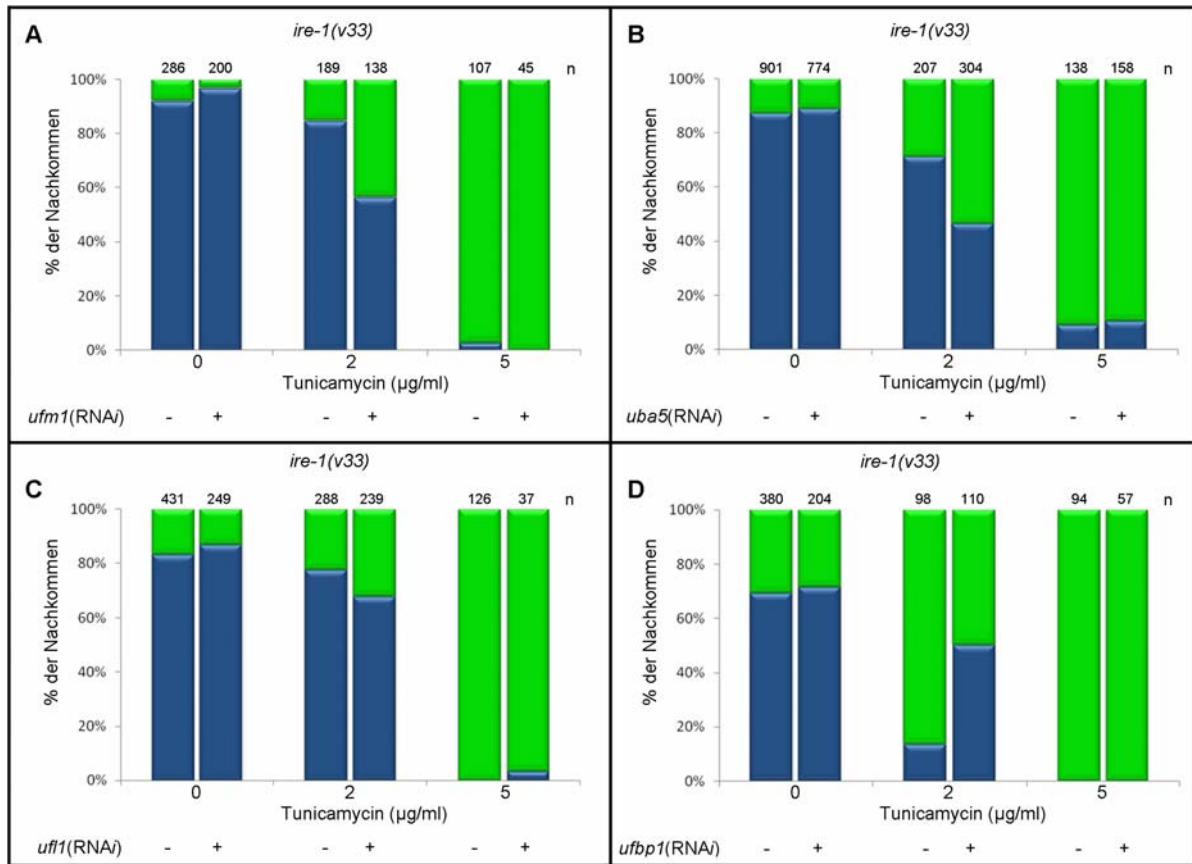 A
ire-1(v33)
286 200 189 138 107 45 n
% der Nachkommen
100%
80%
60%
40%
20%
0%
0 2 5
Tunicamycin (µg/ml)
ufm1(RNAi) - + - + - +
B
ire-1(v33)
901 774 207 304 138 158 n
% der Nachkommen
100%
80%
60%
40%
20%
0%
0 2 5
Tunicamycin (µg/ml)
uba5(RNAi) - + - + - +
C
ire-1(v33)
431 249 288 239 126 37 n
% der Nachkommen
100%
80%
60%
40%
20%
0%
0 2 5
Tunicamycin (µg/ml)
ufl1(RNAi) - + - + - +
D
ire-1(v33)
380 204 98 110 94 57 n
% der Nachkommen
100%
80%
60%
40%
20%
0%
0 2 5
Tunicamycin (µg/ml)
ufbp1(RNAi) - + - + - +